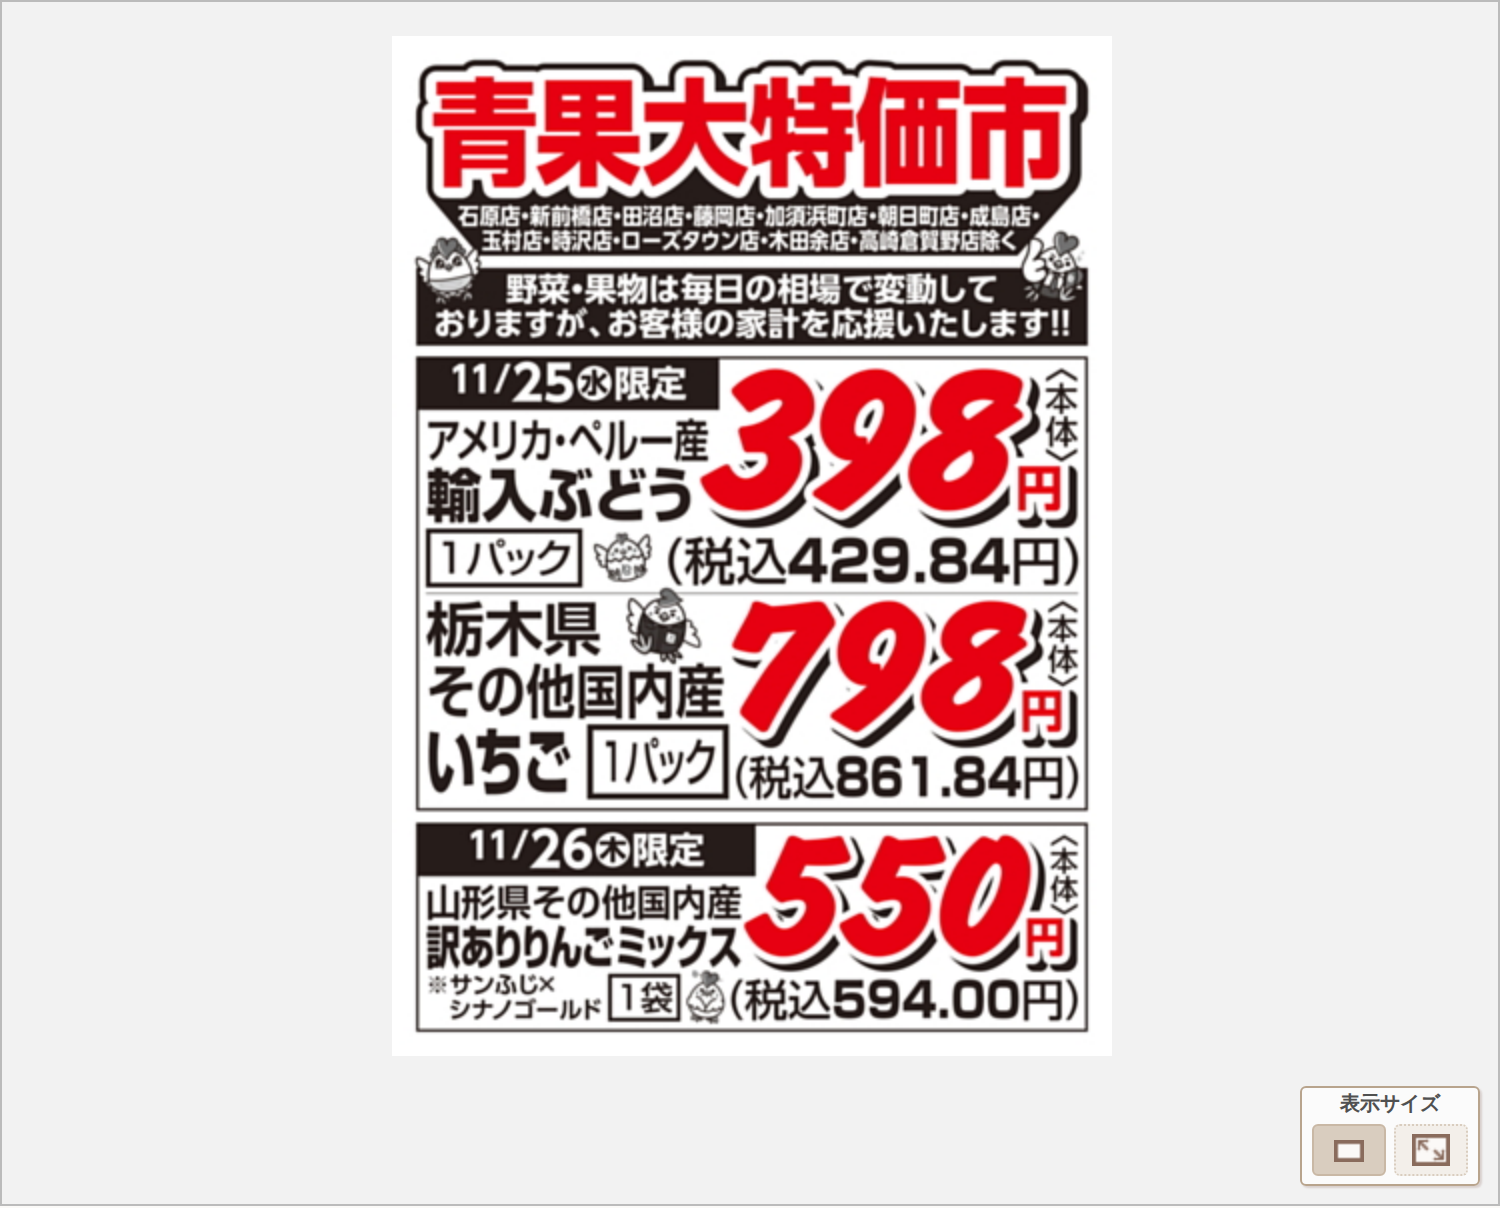 青果大特価市
石原店・新前橋店・田沼店・藤岡店・加須浜町店・朝日町店・成島店・
玉村店・時沢店・ローズタウン店・木田余店・高崎倉賀野店除く
野菜・果物は毎日の相場で変動して
おりますが、お客様の家計を応援いたします!!
11/25㊌限定
アメリカ・ペルー産
輸入ぶどう
1パック
398円
〈本体〉
(税込429.84円)
栃木県
その他国内産
いちご
1パック
798円
〈本体〉
(税込861.84円)
11/26㊍限定
山形県その他国内産
訳ありりんごミックス
※サンふじ×
シナノゴールド
1袋
550円
〈本体〉
(税込594.00円)
表示サイズ